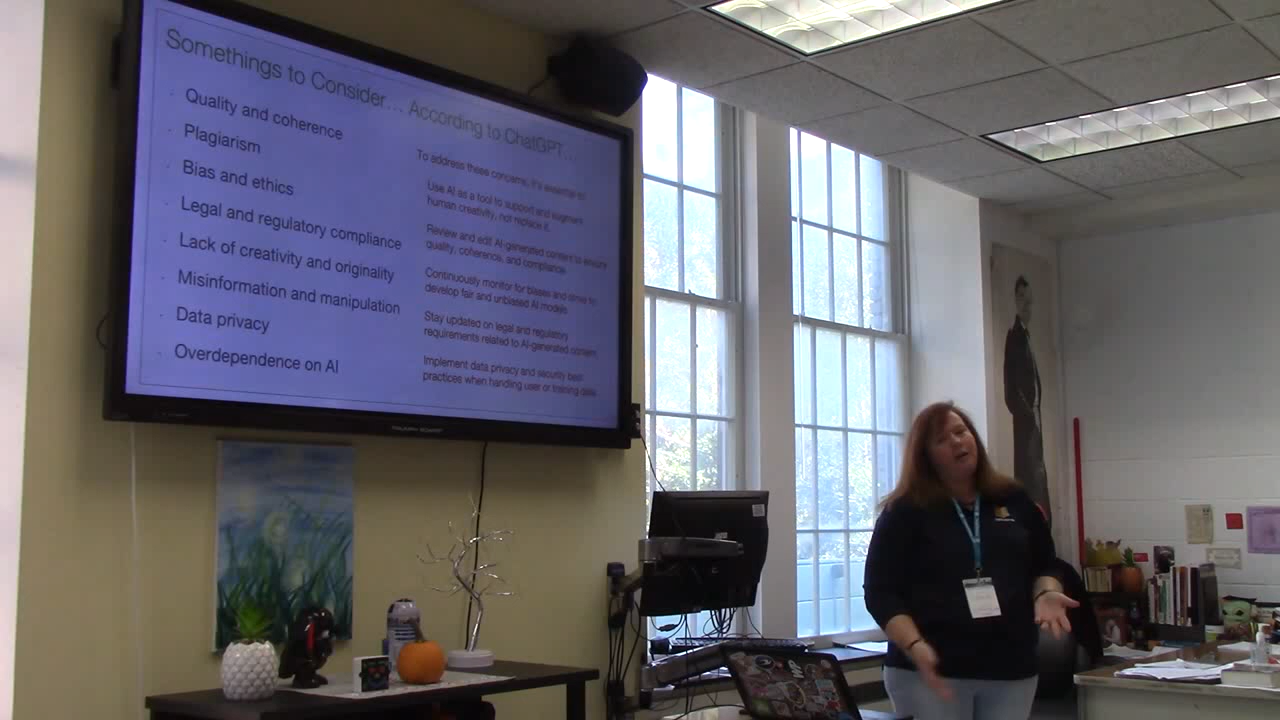 Somethings to Consider... According to ChatGPT...
Quality and coherence
Plagiarism
Bias and ethics
Legal and regulatory compliance
Lack of creativity and originality
Misinformation and manipulation
Data privacy
Overdependence on AI
To address these concerns, it's essential to:
Use AI as a tool to support and augment
human creativity, not replace it.
Review and edit AI-generated content to ensure
quality, coherence, and compliance.
Continuously monitor for biases and strive to
develop fair and unbiased AI models
Stay updated on legal and regulatory
requirements related to AI-generated content.
Implement data privacy and security best
practices when handling user or training data.
TRIUMPH BOARD
hp